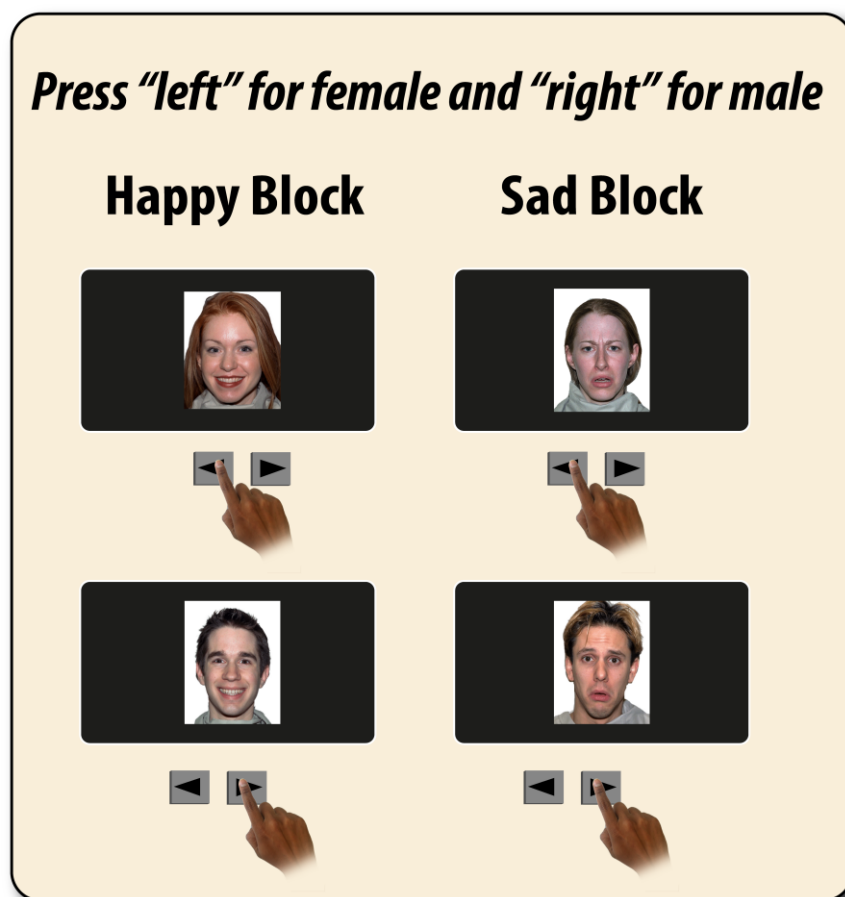 Press “left” for female and “right” for male
Happy Block
Sad Block